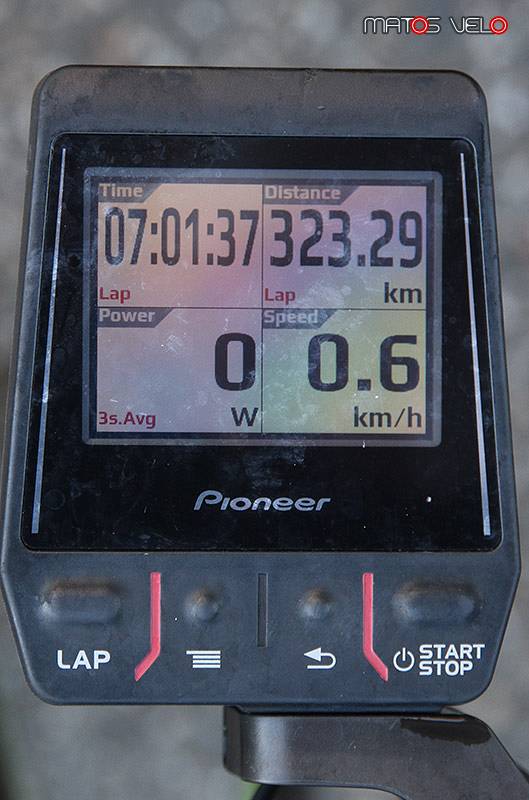 MATOS VELO
Time Distance
07:01:37 323.29
Lap Lap km
Power Speed
0 0.6
3s.Avg W km/h
Pioneer
LAP START
STOP